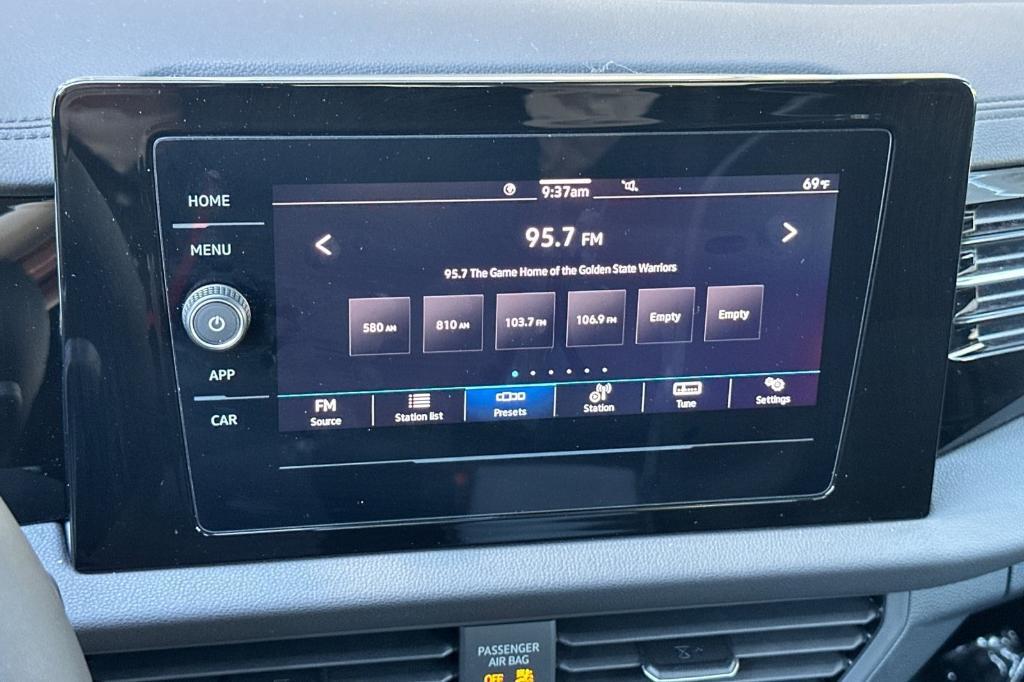 HOME
MENU
APP
CAR
9:37am
69°F
95.7 FM
95.7 The Game Home of the Golden State Warriors
580 AM
810 AM
103.7 FM
106.9 FM
Empty
Empty
FM
Source
Station list
Presets
Station
Tune
Settings
PASSENGER
AIR BAG
OFF